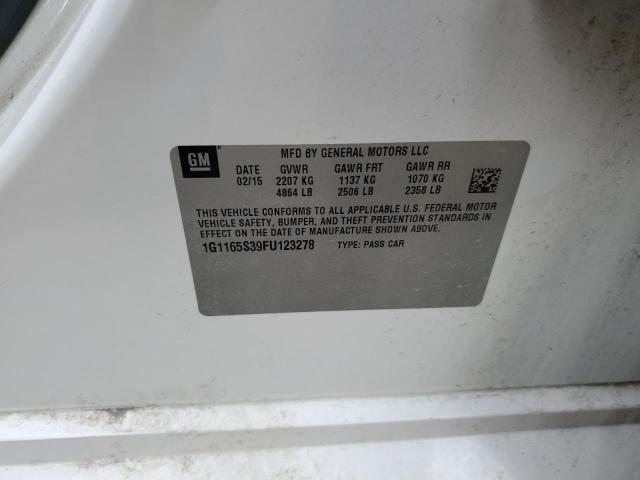 GM
MFD BY GENERAL MOTORS LLC
DATE GVWR GAWR FRT GAWR RR
02/15 2207 KG 1137 KG 1070 KG
4864 LB 2506 LB 2358 LB
THIS VEHICLE CONFORMS TO ALL APPLICABLE U.S. FEDERAL MOTOR
VEHICLE SAFETY, BUMPER, AND THEFT PREVENTION STANDARDS IN
EFFECT ON THE DATE OF MANUFACTURE SHOWN ABOVE.
1G1165S39FU123278 TYPE: PASS CAR